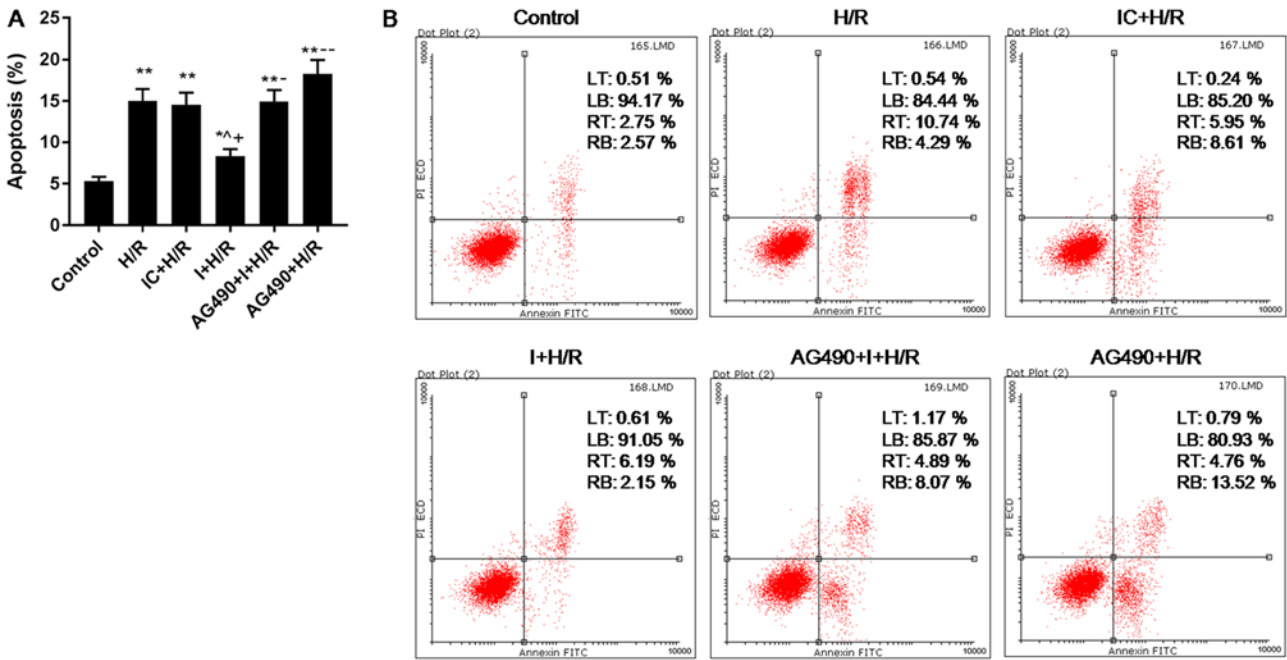 A
Apoptosis (%)
25
20
15
10
5
0
**
**
*^+
**-
**--
Control
H/R
IC+H/R
I+H/R
AG490+I+H/R
AG490+H/R
B
Control
Dot Plot (2)
165.LMD
10000
LT: 0.51 %
LB: 94.17 %
RT: 2.75 %
RB: 2.57 %
PI ECD
Annexin FITC
10000
H/R
Dot Plot (2)
166.LMD
10000
LT: 0.54 %
LB: 84.44 %
RT: 10.74 %
RB: 4.29 %
PI ECD
Annexin FITC
10000
IC+H/R
Dot Plot (2)
167.LMD
10000
LT: 0.24 %
LB: 85.20 %
RT: 5.95 %
RB: 8.61 %
PI ECD
Annexin FITC
10000
I+H/R
Dot Plot (2)
168.LMD
10000
LT: 0.61 %
LB: 91.05 %
RT: 6.19 %
RB: 2.15 %
PI ECD
Annexin FITC
10000
AG490+I+H/R
Dot Plot (2)
169.LMD
10000
LT: 1.17 %
LB: 85.87 %
RT: 4.89 %
RB: 8.07 %
PI ECD
Annexin FITC
10000
AG490+H/R
Dot Plot (2)
170.LMD
10000
LT: 0.79 %
LB: 80.93 %
RT: 4.76 %
RB: 13.52 %
PI ECD
Annexin FITC
10000